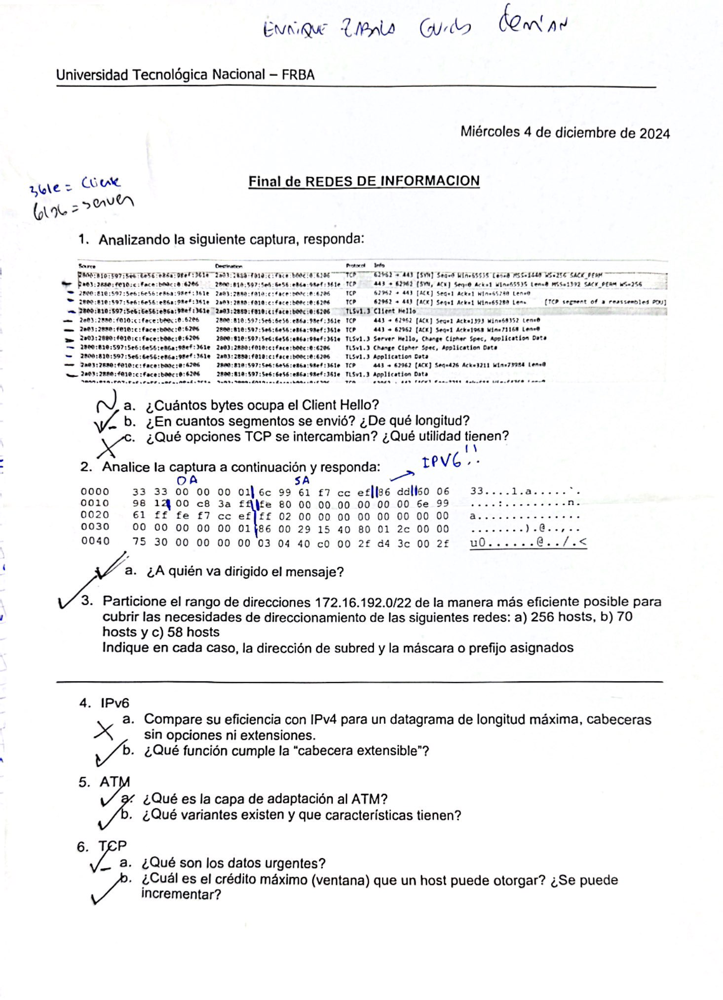 ENRIQUE ZABALA Guido Demian
Universidad Tecnológica Nacional – FRBA
Miércoles 4 de diciembre de 2024
361e = Cliente
6206 = server
Final de REDES DE INFORMACION
1. Analizando la siguiente captura, responda:
Source Destination Protocol Info
2800:810:597:5e6:6e56:e86a:98ef:361e 2a03:2880:f010:c:face:b00c:0:6206 TCP 62962 → 443 [SYN] Seq=0 Win=65535 Len=0 MSS=1440 WS=256 SACK_PERM
2a03:2880:f010:c:face:b00c:0:6206 2800:810:597:5e6:6e56:e86a:98ef:361e TCP 443 → 62962 [SYN, ACK] Seq=0 Ack=1 Win=65535 Len=0 MSS=1392 SACK_PERM WS=256
2800:810:597:5e6:6e56:e86a:98ef:361e 2a03:2880:f010:c:face:b00c:0:6206 TCP 62962 → 443 [ACK] Seq=1 Ack=1 Win=65280 Len=0
2800:810:597:5e6:6e56:e86a:98ef:361e 2a03:2880:f010:c:face:b00c:0:6206 TCP 62962 → 443 [ACK] Seq=1 Ack=1 Win=65280 Len= [TCP segment of a reassembled PDU]
2800:810:597:5e6:6e56:e86a:98ef:361e 2a03:2880:f010:c:face:b00c:0:6206 TLSv1.3 Client Hello
2a03:2880:f010:c:face:b00c:0:6206 2800:810:597:5e6:6e56:e86a:98ef:361e TCP 443 → 62962 [ACK] Seq=1 Ack=1393 Win=68352 Len=0
2a03:2880:f010:c:face:b00c:0:6206 2800:810:597:5e6:6e56:e86a:98ef:361e TCP 443 → 62962 [ACK] Seq=1 Ack=1968 Win=71168 Len=0
2a03:2880:f010:c:face:b00c:0:6206 2800:810:597:5e6:6e56:e86a:98ef:361e TLSv1.3 Server Hello, Change Cipher Spec, Application Data
2800:810:597:5e6:6e56:e86a:98ef:361e 2a03:2880:f010:c:face:b00c:0:6206 TLSv1.3 Change Cipher Spec, Application Data
2800:810:597:5e6:6e56:e86a:98ef:361e 2a03:2880:f010:c:face:b00c:0:6206 TLSv1.3 Application Data
2a03:2880:f010:c:face:b00c:0:6206 2800:810:597:5e6:6e56:e86a:98ef:361e TCP 443 → 62962 [ACK] Seq=426 Ack=3211 Win=73984 Len=0
2a03:2880:f010:c:face:b00c:0:6206 2800:810:597:5e6:6e56:e86a:98ef:361e TLSv1.3 Application Data
a. ¿Cuántos bytes ocupa el Client Hello?
b. ¿En cuantos segmentos se envió? ¿De qué longitud?
c. ¿Qué opciones TCP se intercambian? ¿Qué utilidad tienen?
2. Analice la captura a continuación y responda:
IPV6!!
DA SA
0000 33 33 00 00 00 01 6c 99 61 f7 cc ef 86 dd 60 06 33....l.a.....`.
0010 98 12 00 c8 3a ff fe 80 00 00 00 00 00 00 6e 99 ....:.........n.
0020 61 ff fe f7 cc ef ff 02 00 00 00 00 00 00 00 00 a...............
0030 00 00 00 00 00 01 86 00 29 15 40 80 01 2c 00 00 ........).@..,..
0040 75 30 00 00 00 00 03 04 40 c0 00 2f d4 3c 00 2f u0......@../.<
a. ¿A quién va dirigido el mensaje?
3. Particione el rango de direcciones 172.16.192.0/22 de la manera más eficiente posible para
cubrir las necesidades de direccionamiento de las siguientes redes: a) 256 hosts, b) 70
hosts y c) 58 hosts
Indique en cada caso, la dirección de subred y la máscara o prefijo asignados
4. IPv6
a. Compare su eficiencia con IPv4 para un datagrama de longitud máxima, cabeceras
sin opciones ni extensiones.
b. ¿Qué función cumple la “cabecera extensible”?
5. ATM
a. ¿Qué es la capa de adaptación al ATM?
b. ¿Qué variantes existen y que características tienen?
6. TCP
a. ¿Qué son los datos urgentes?
b. ¿Cuál es el crédito máximo (ventana) que un host puede otorgar? ¿Se puede
incrementar?